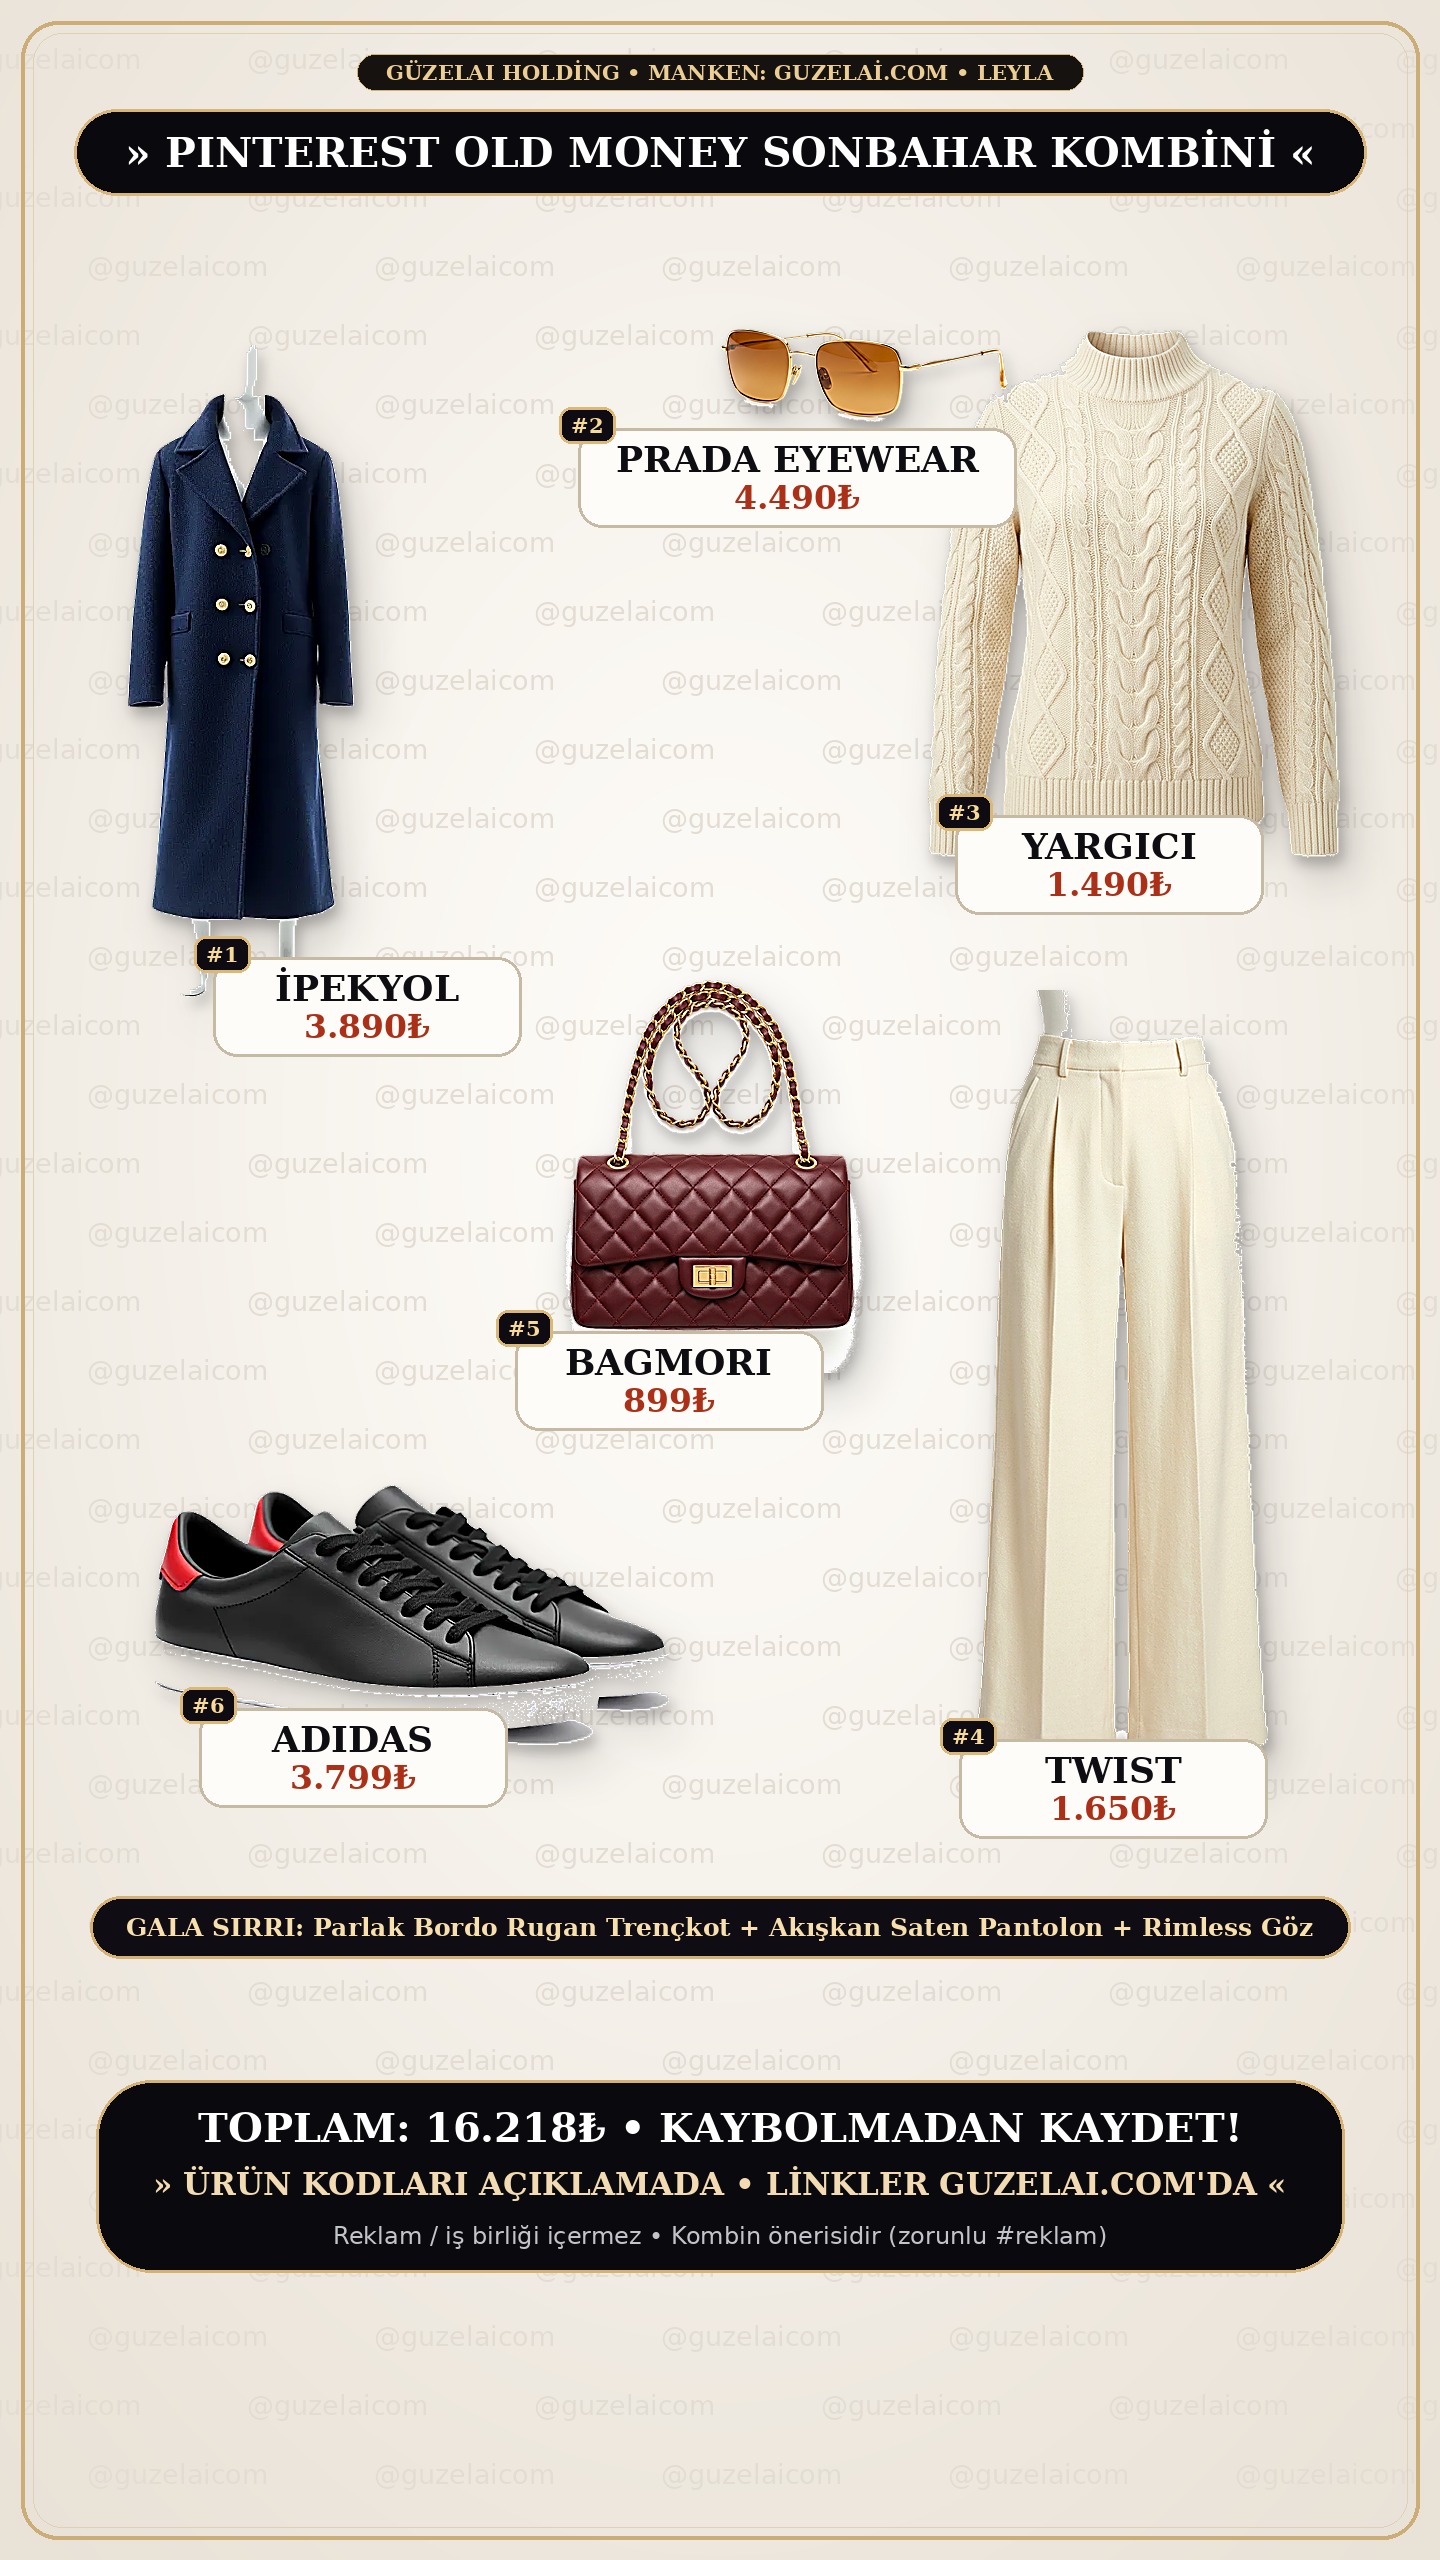 GÜZELAI HOLDİNG • MANKEN: GUZELAİ.COM • LEYLA
» PINTEREST OLD MONEY SONBAHAR KOMBİNİ «
#2
PRADA EYEWEAR
4.490₺
#3
YARGICI
1.490₺
#1
İPEKYOL
3.890₺
#5
BAGMORI
899₺
#6
ADIDAS
3.799₺
#4
TWIST
1.650₺
GALA SIRRI: Parlak Bordo Rugan Trençkot + Akışkan Saten Pantolon + Rimless Göz
TOPLAM: 16.218₺ • KAYBOLMADAN KAYDET!
» ÜRÜN KODLARI AÇIKLAMADA • LİNKLER GUZELAI.COM'DA «
Reklam / iş birliği içermez • Kombin önerisidir (zorunlu #reklam)
@guzelaicom